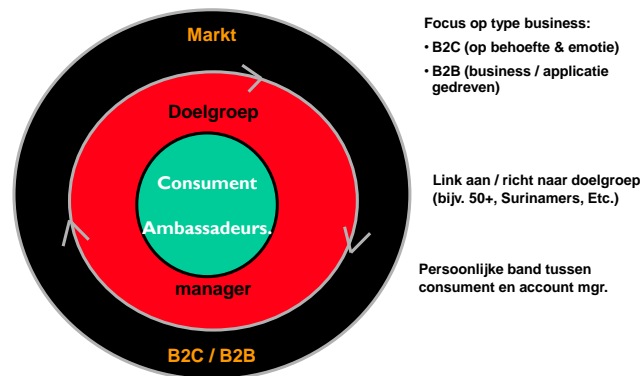 Markt
Doelgroep
Consument
Ambassadeurs.
manager
B2C / B2B
Focus op type business:
• B2C (op behoefte & emotie)
• B2B (business / applicatie
gedreven)
Link aan / richt naar doelgroep
(bijv. 50+, Surinamers, Etc.)
Persoonlijke band tussen
consument en account mgr.